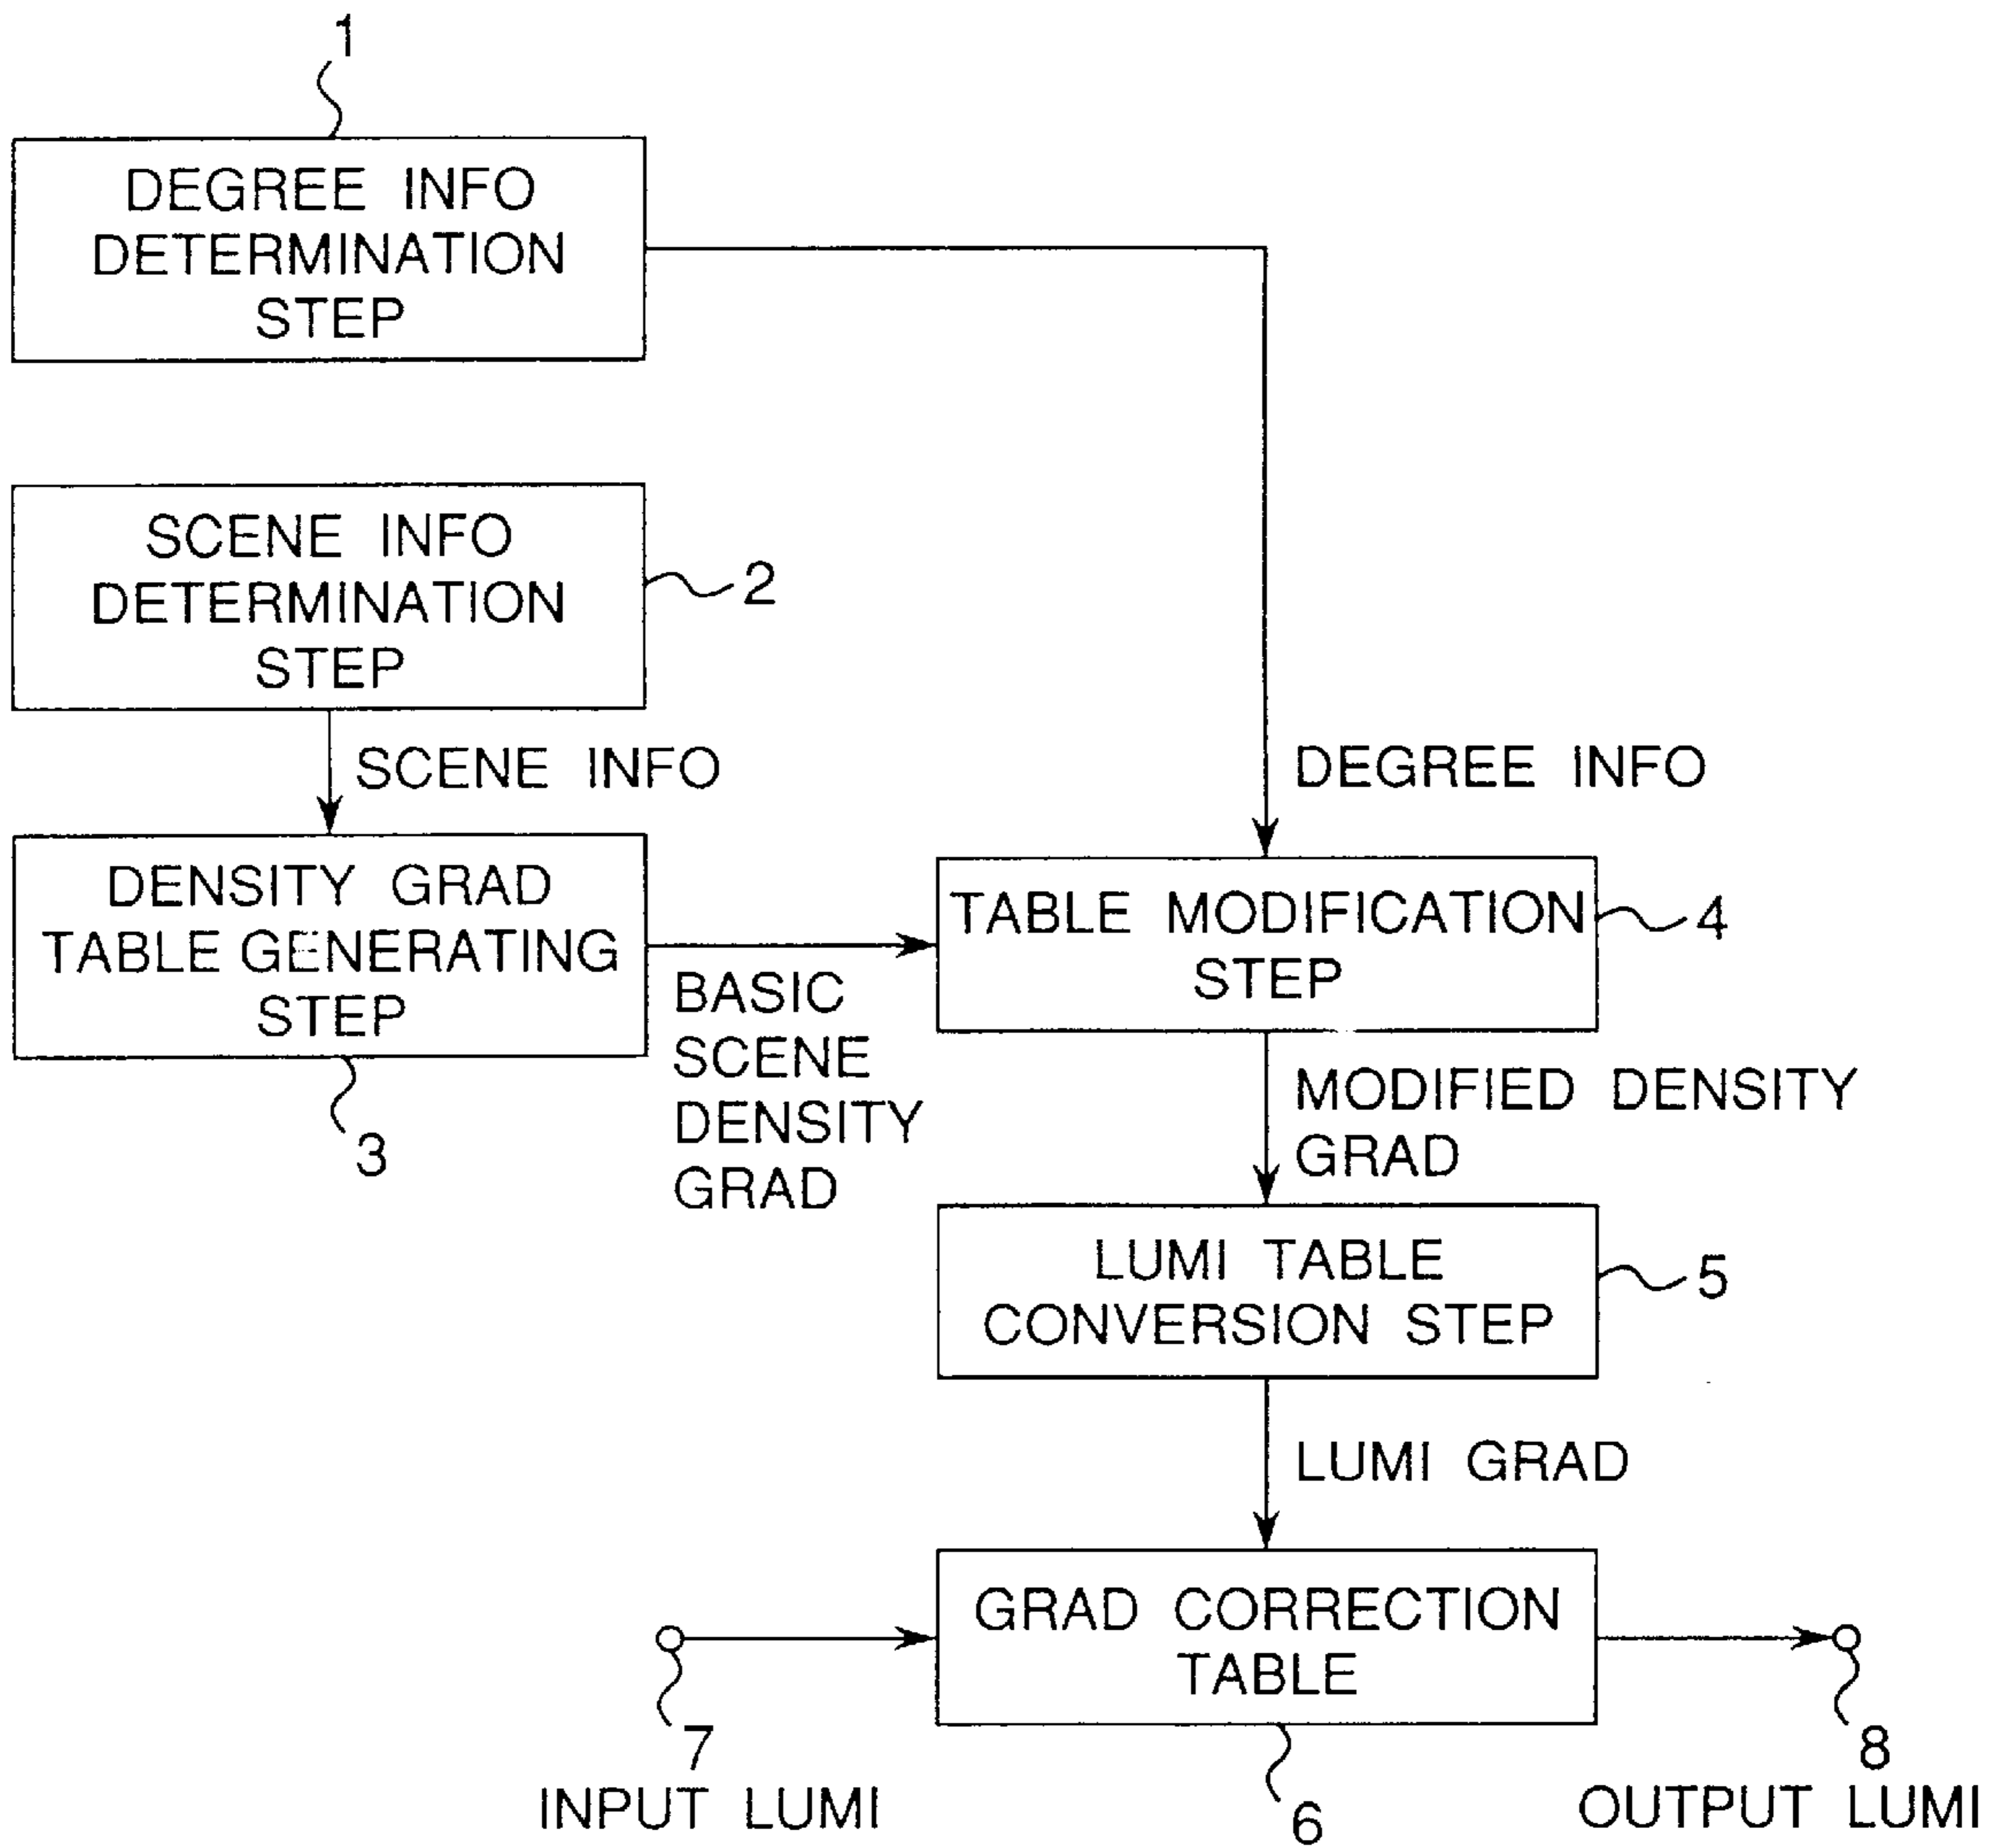 1
DEGREE INFO
DETERMINATION
STEP
SCENE INFO
DETERMINATION
STEP
2
SCENE INFO
DEGREE INFO
DENSITY GRAD
TABLE GENERATING
STEP
3
BASIC
SCENE
DENSITY
GRAD
TABLE MODIFICATION
STEP
4
MODIFIED DENSITY
GRAD
LUMI TABLE
CONVERSION STEP
5
LUMI GRAD
GRAD CORRECTION
TABLE
6
7
INPUT LUMI
8
OUTPUT LUMI